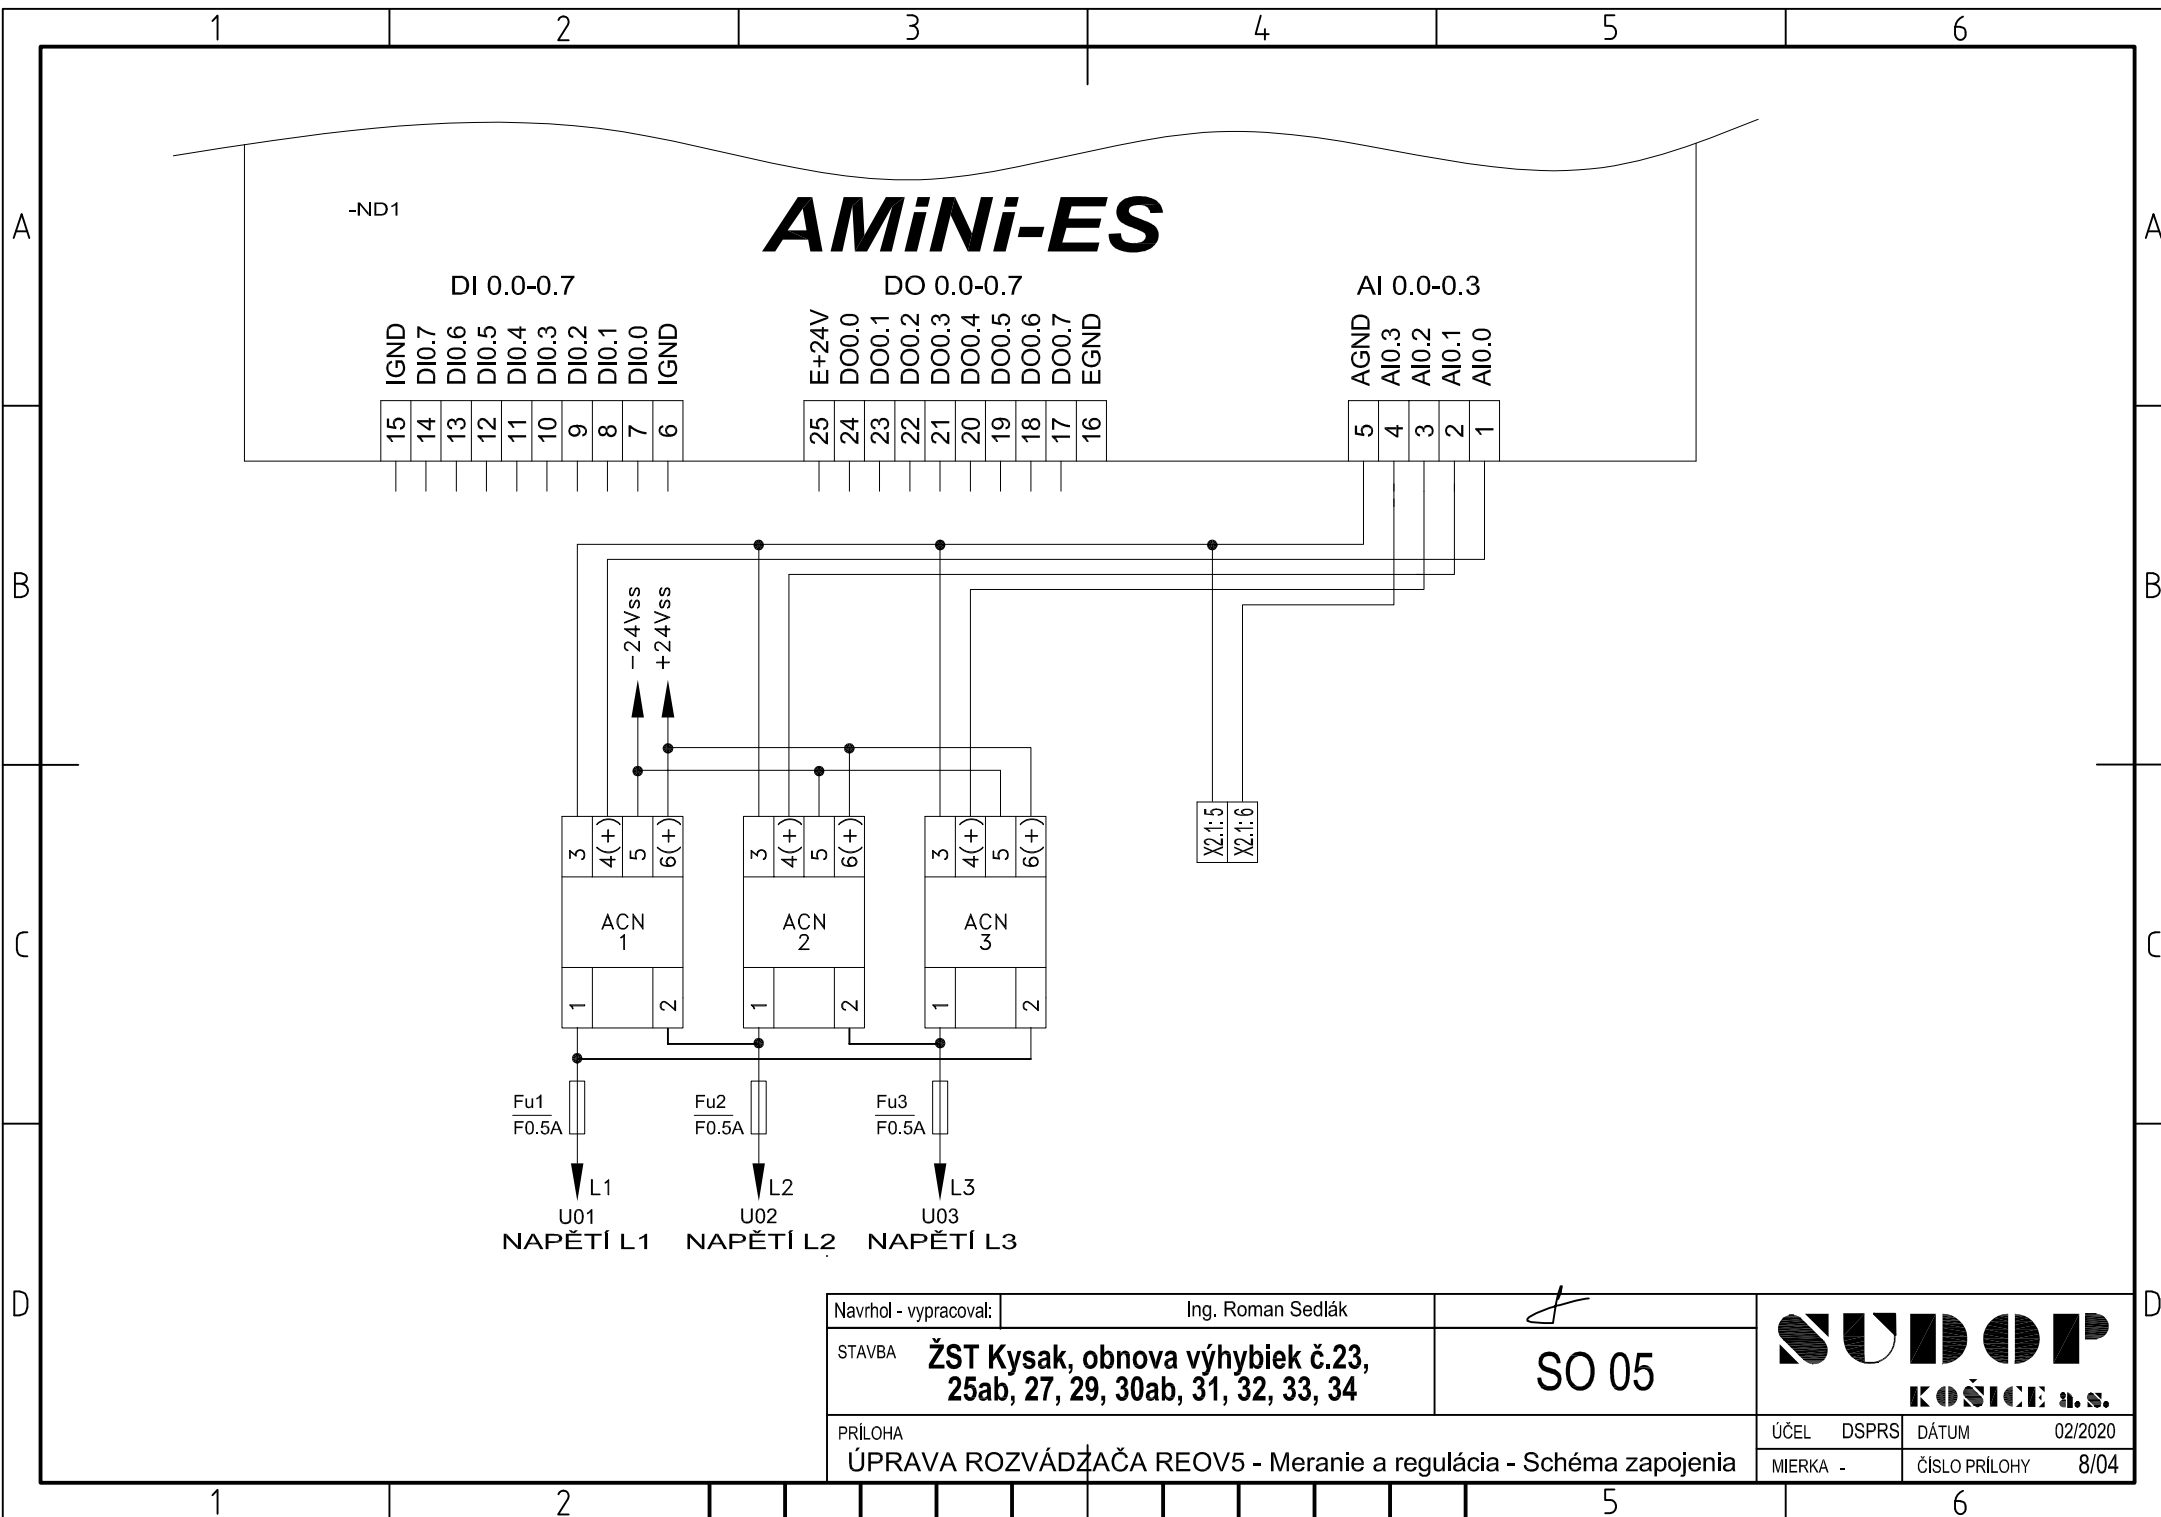 1 2 3 4 5 6
A A
-ND1
AMiNi-ES
DI 0.0-0.7 DO 0.0-0.7 AI 0.0-0.3
IGND DI0.7 DI0.6 DI0.5 DI0.4 DI0.3 DI0.2 DI0.1 DI0.0 IGND
E+24V DO0.0 DO0.1 DO0.2 DO0.3 DO0.4 DO0.5 DO0.6 DO0.7 EGND
AGND AI0.3 AI0.2 AI0.1 AI0.0
15 14 13 12 11 10 9 8 7 6
25 24 23 22 21 20 19 18 17 16
5 4 3 2 1
B B
-24Vss
+24Vss
3 4(+) 5 6(+)
3 4(+) 5 6(+)
3 4(+) 5 6(+)
X2.1: 5
X2.1: 6
ACN
1
ACN
2
ACN
3
C C
1 2 1 2 1 2
Fu1
F0.5A
Fu2
F0.5A
Fu3
F0.5A
L1 L2 L3
U01 U02 U03
NAPĚTÍ L1 NAPĚTÍ L2 NAPĚTÍ L3
D D
Navrhol - vypracoval: Ing. Roman Sedlák
STAVBA ŽST Kysak, obnova výhybiek č.23,
25ab, 27, 29, 30ab, 31, 32, 33, 34
SO 05
SUDOP
KOŠICE a.s.
PRÍLOHA
ÚPRAVA ROZVÁDZAČA REOV5 - Meranie a regulácia - Schéma zapojenia
ÚČEL DSPRS DÁTUM 02/2020
MIERKA - ČÍSLO PRÍLOHY 8/04
1 2 5 6